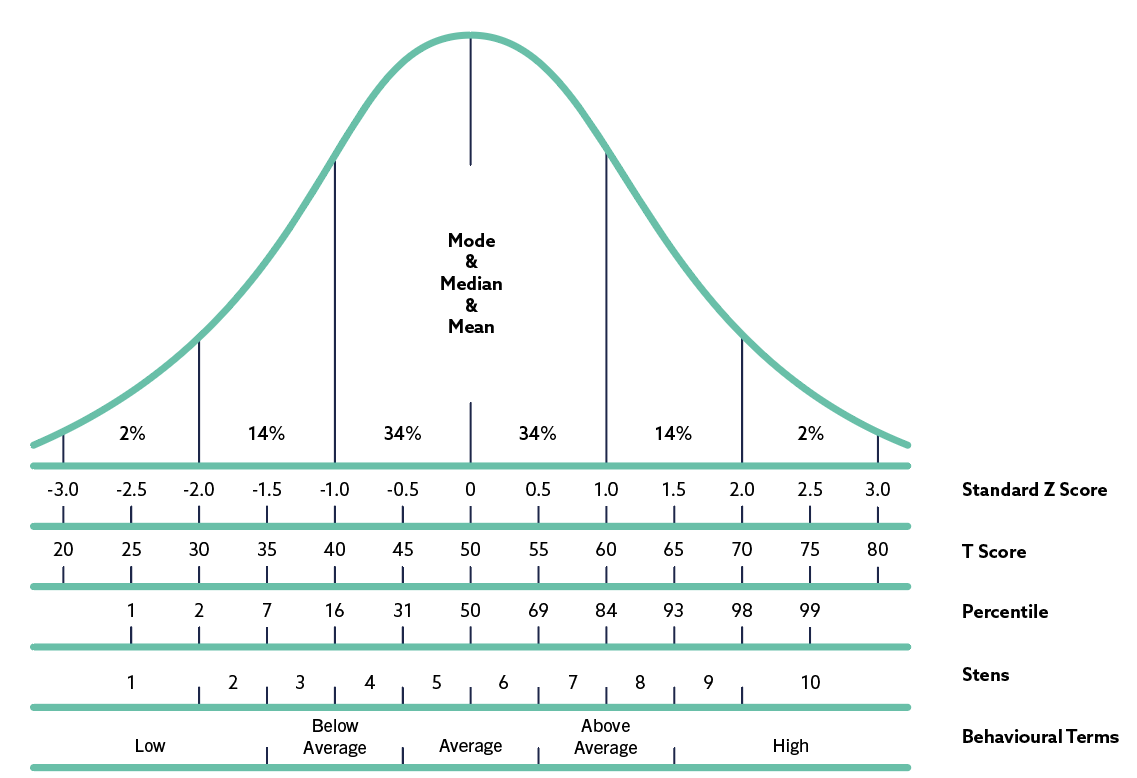 Mode
&
Median
&
Mean
2% 14% 34% 34% 14% 2%
-3.0 -2.5 -2.0 -1.5 -1.0 -0.5 0 0.5 1.0 1.5 2.0 2.5 3.0 Standard Z Score
20 25 30 35 40 45 50 55 60 65 70 75 80 T Score
1 2 7 16 31 50 69 84 93 98 99 Percentile
1 2 3 4 5 6 7 8 9 10 Stens
Low
Below
Average
Average
Above
Average
High
Behavioural Terms